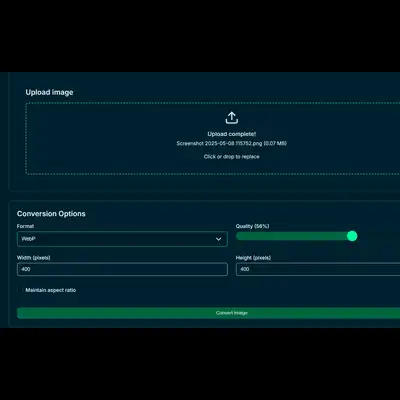 Upload image
Upload complete!
Screenshot 2025-05-08 115752.png (0.07 MB)
Click or drop to replace
Conversion Options
Format
Quality (56%)
WebP
Width (pixels)
Height (pixels)
400
400
Maintain aspect ratio
Convert Image